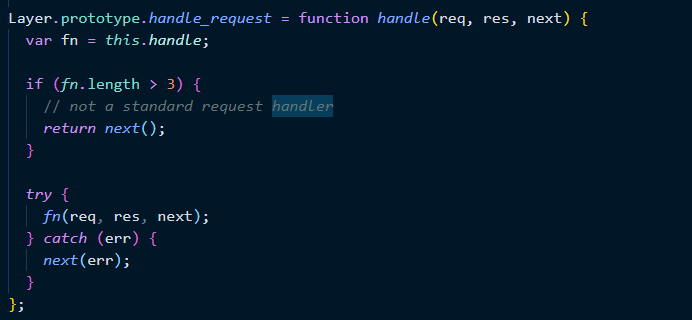 Layer.prototype.handle_request = function handle(req, res, next) {
  var fn = this.handle;

  if (fn.length > 3) {
    // not a standard request handler
    return next();
  }

  try {
    fn(req, res, next);
  } catch (err) {
    next(err);
  }
};